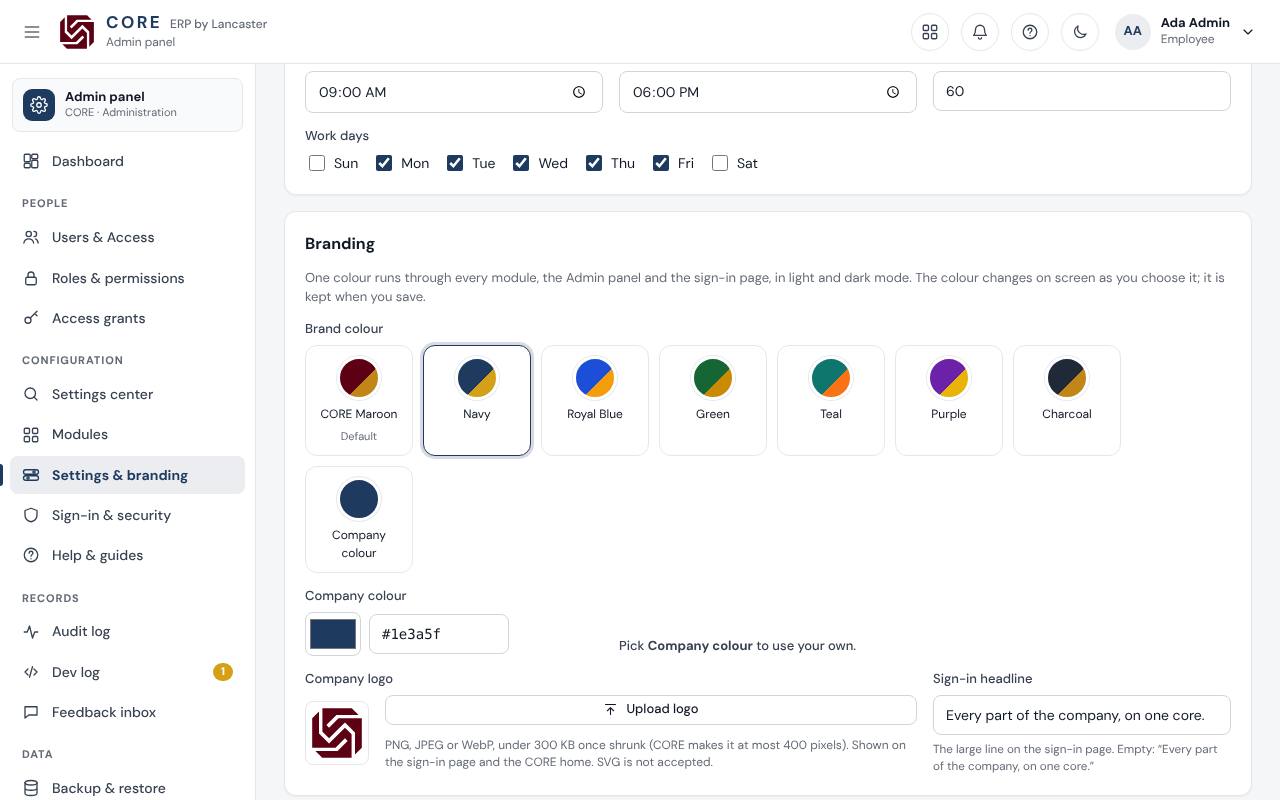 CORE ERP by Lancaster
Admin panel
AA
Ada Admin
Employee
Admin panel
CORE · Administration
Dashboard
PEOPLE
Users & Access
Roles & permissions
Access grants
CONFIGURATION
Settings center
Modules
Settings & branding
Sign-in & security
Help & guides
RECORDS
Audit log
Dev log 1
Feedback inbox
DATA
Backup & restore
09:00 AM 06:00 PM 60
Work days
Sun Mon Tue Wed Thu Fri Sat
Branding
One colour runs through every module, the Admin panel and the sign-in page, in light and dark mode. The colour changes on screen as you choose it; it is
kept when you save.
Brand colour
CORE Maroon Navy Royal Blue Green Teal Purple Charcoal
Default
Company
colour
Company colour
#1e3a5f
Pick Company colour to use your own.
Company logo
Upload logo
PNG, JPEG or WebP, under 300 KB once shrunk (CORE makes it at most 400 pixels). Shown on
the sign-in page and the CORE home. SVG is not accepted.
Sign-in headline
Every part of the company, on one core.
The large line on the sign-in page. Empty: “Every part
of the company, on one core.”